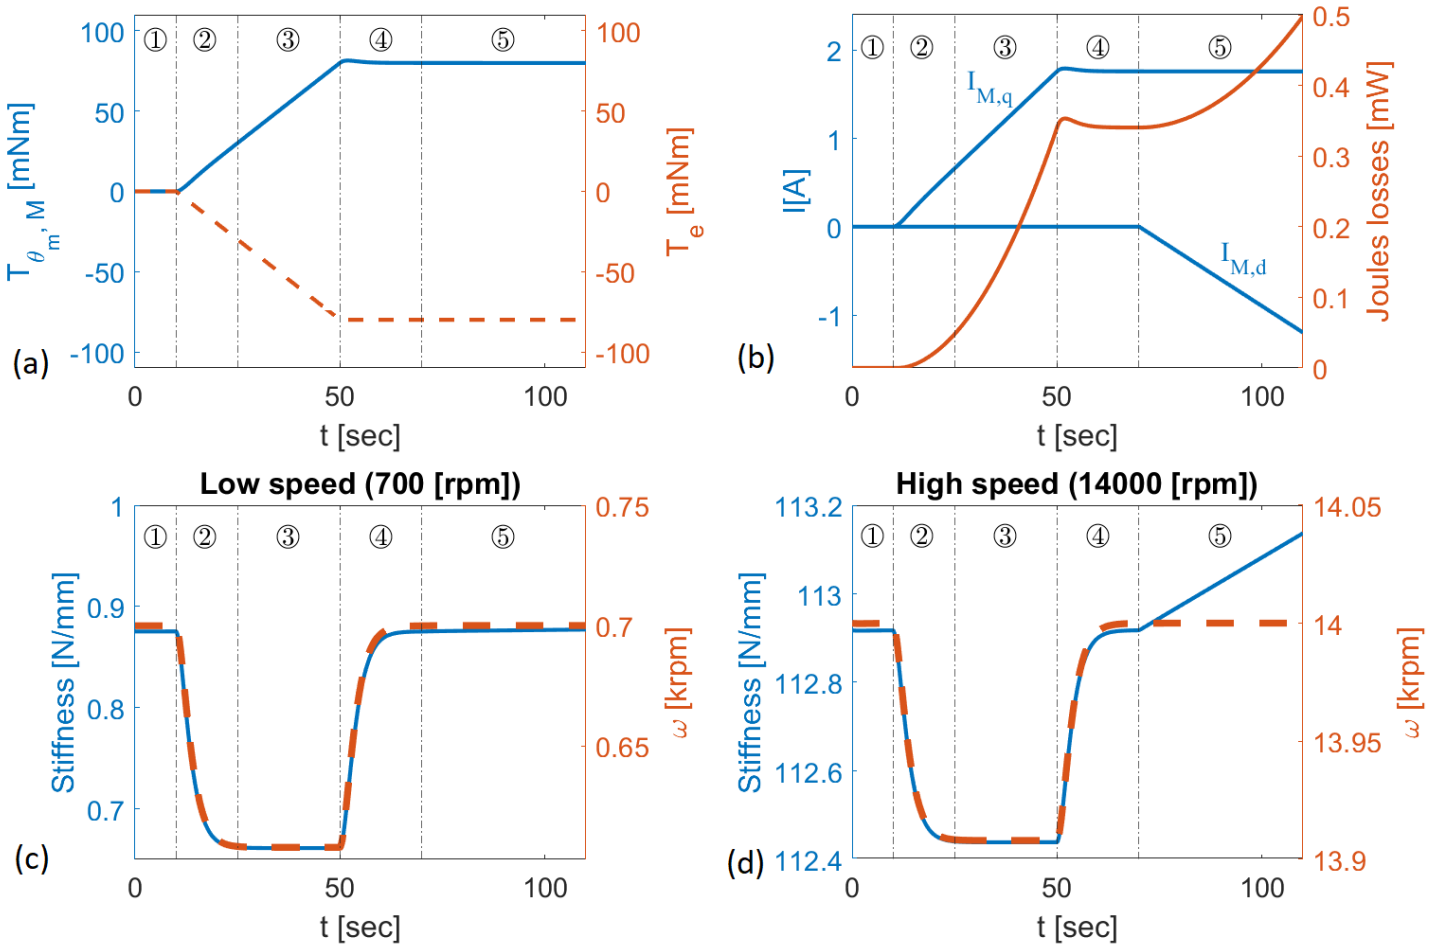 100
50
0
-50
-100
T_θm, M [mNm]
① ② ③ ④ ⑤
100
50
0
-50
-100
T_e [mNm]
0 50 100
t [sec]
(a)
2
1
0
-1
I[A]
① ② ③ ④ ⑤
I_M,q
I_M,d
0.5
0.4
0.3
0.2
0.1
0
Joules losses [mW]
0 50 100
t [sec]
(b)
Low speed (700 [rpm])
1
0.9
0.8
0.7
Stiffness [N/mm]
① ② ③ ④ ⑤
0.75
0.7
0.65
ω [krpm]
0 50 100
t [sec]
(c)
High speed (14000 [rpm])
113.2
113
112.8
112.6
112.4
Stiffness [N/mm]
① ② ③ ④ ⑤
14.05
14
13.95
13.9
ω [krpm]
0 50 100
t [sec]
(d)